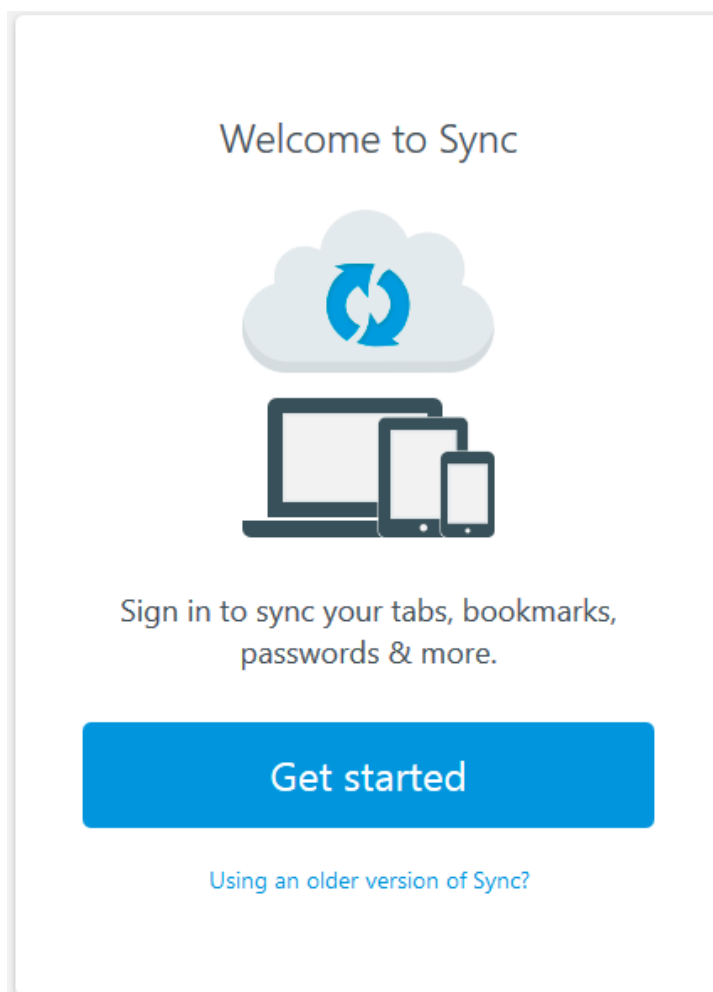 Welcome to Sync
Sign in to sync your tabs, bookmarks,
passwords & more.
Get started
Using an older version of Sync?